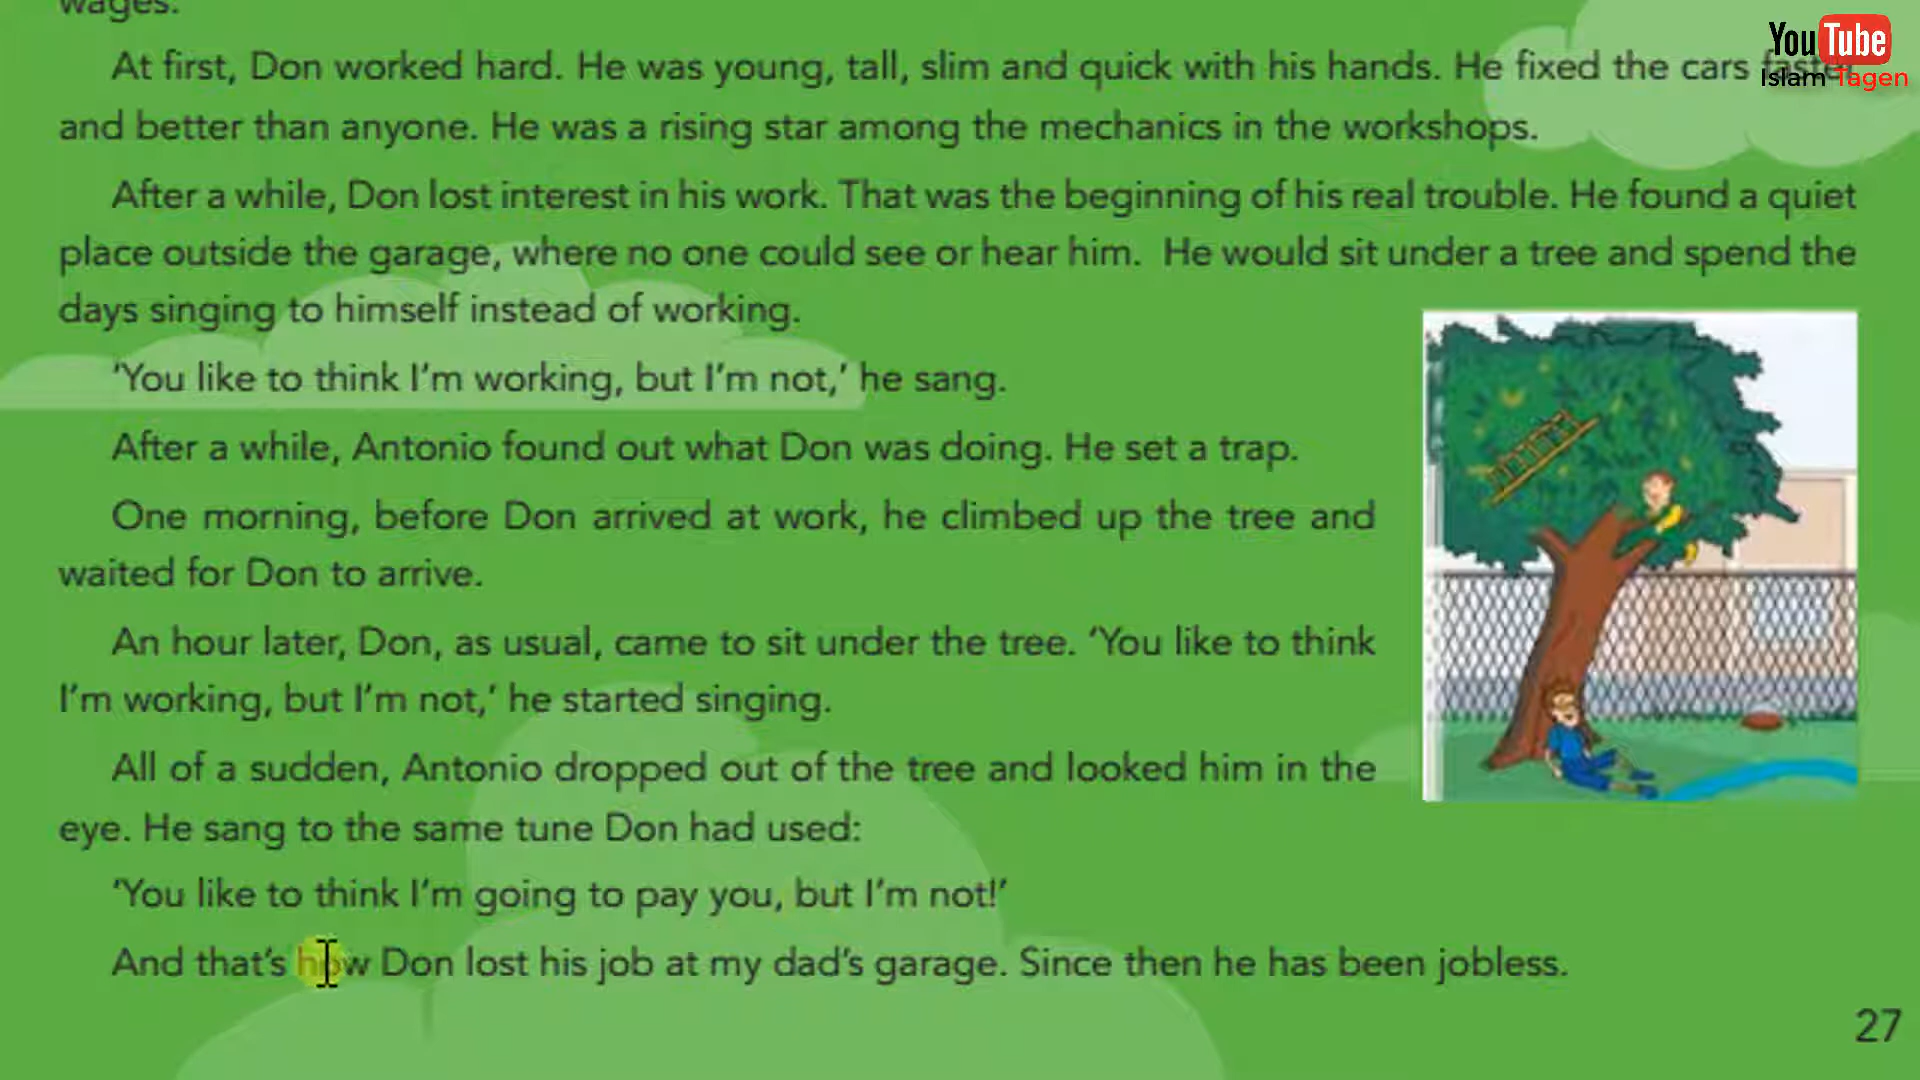 wages.
At first, Don worked hard. He was young, tall, slim and quick with his hands. He fixed the cars faster
and better than anyone. He was a rising star among the mechanics in the workshops.
After a while, Don lost interest in his work. That was the beginning of his real trouble. He found a quiet
place outside the garage, where no one could see or hear him. He would sit under a tree and spend the
days singing to himself instead of working.
'You like to think I'm working, but I'm not,' he sang.
After a while, Antonio found out what Don was doing. He set a trap.
One morning, before Don arrived at work, he climbed up the tree and
waited for Don to arrive.
An hour later, Don, as usual, came to sit under the tree. 'You like to think
I'm working, but I'm not,' he started singing.
All of a sudden, Antonio dropped out of the tree and looked him in the
eye. He sang to the same tune Don had used:
'You like to think I'm going to pay you, but I'm not!'
And that's how Don lost his job at my dad's garage. Since then he has been jobless.
27
YouTube
Islam Tagen